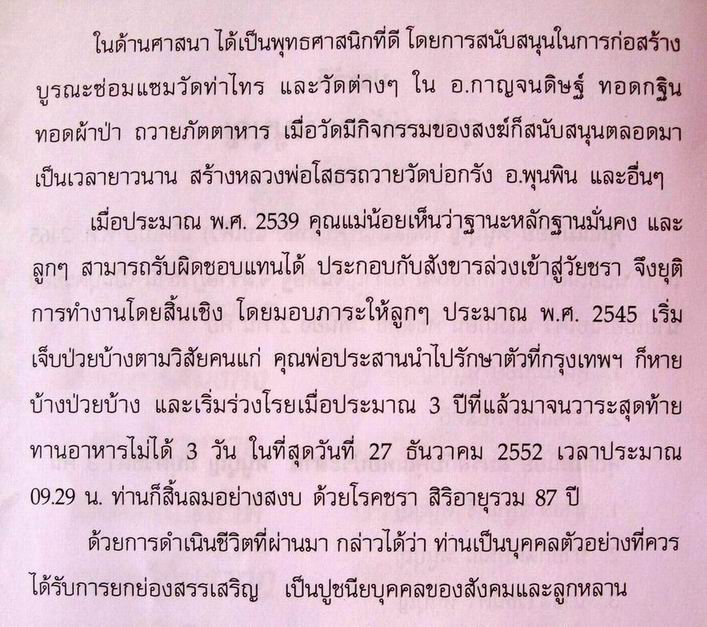 ในด้านศาสนา ได้เป็นพุทธศาสนิกที่ดี โดยการสนับสนุนในการก่อสร้าง
บูรณะซ่อมแซมวัดท่าไทร และวัดต่างๆ ใน อ.กาญจนดิษฐ์ ทอดกฐิน
ทอดผ้าป่า ถวายภัตตาหาร เมื่อวัดมีกิจกรรมของสงฆ์ก็สนับสนุนตลอดมา
เป็นเวลายาวนาน สร้างหลวงพ่อโสธรถวายวัดบ่อกรัง อ.พุนพิน และอื่นๆ
เมื่อประมาณ พ.ศ. 2539 คุณแม่น้อยเห็นว่าฐานะหลักฐานมั่นคง และ
ลูกๆ สามารถรับผิดชอบแทนได้ ประกอบกับสังขารล่วงเข้าสู่วัยชรา จึงยุติ
การทำงานโดยสิ้นเชิง โดยมอบภาระให้ลูกๆ ประมาณ พ.ศ. 2545 เริ่ม
เจ็บป่วยบ้างตามวิสัยคนแก่ คุณพ่อประสานนำไปรักษาตัวที่กรุงเทพฯ ก็หาย
บ้างป่วยบ้าง และเริ่มร่วงโรยเมื่อประมาณ 3 ปีที่แล้วมาจนวาระสุดท้าย
ทานอาหารไม่ได้ 3 วัน ในที่สุดวันที่ 27 ธันวาคม 2552 เวลาประมาณ
09.29 น. ท่านก็สิ้นลมอย่างสงบ ด้วยโรคชรา สิริอายุรวม 87 ปี
ด้วยการดำเนินชีวิตที่ผ่านมา กล่าวได้ว่า ท่านเป็นบุคคลตัวอย่างที่ควร
ได้รับการยกย่องสรรเสริญ เป็นปูชนียบุคคลของสังคมและลูกหลาน